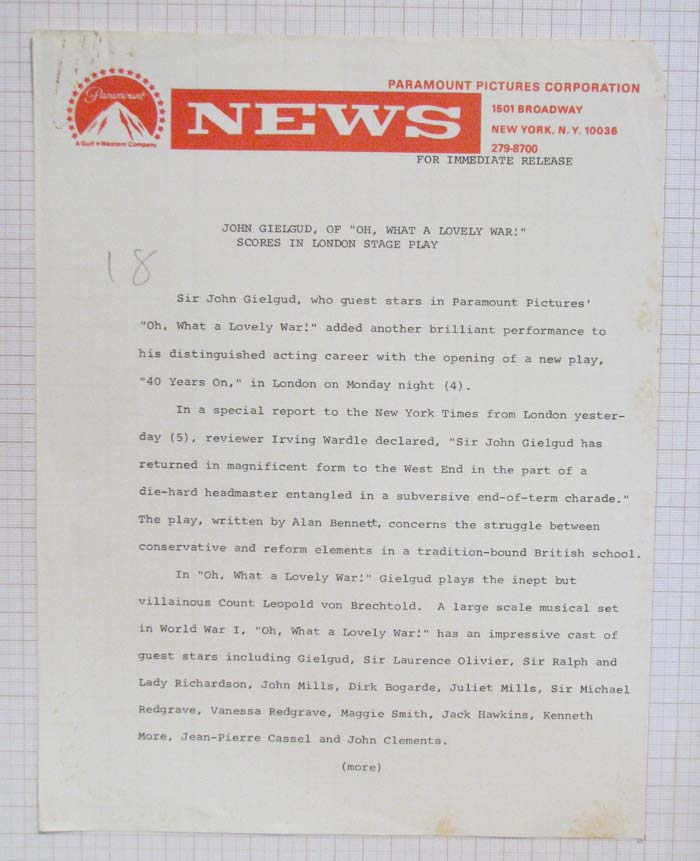 PARAMOUNT PICTURES CORPORATION
Paramount
NEWS
1501 BROADWAY
NEW YORK, N.Y. 10036
A Gulf + Western Company
279-8700
FOR IMMEDIATE RELEASE
JOHN GIELGUD, OF "OH, WHAT A LOVELY WAR!"
SCORES IN LONDON STAGE PLAY
18
Sir John Gielgud, who guest stars in Paramount Pictures'
"Oh, What a Lovely War!" added another brilliant performance to
his distinguished acting career with the opening of a new play,
"40 Years On," in London on Monday night (4).
In a special report to the New York Times from London yester-
day (5), reviewer Irving Wardle declared, "Sir John Gielgud has
returned in magnificent form to the West End in the part of a
die-hard headmaster entangled in a subversive end-of-term charade."
The play, written by Alan Bennett, concerns the struggle between
conservative and reform elements in a tradition-bound British school.
In "Oh, What a Lovely War!" Gielgud plays the inept but
villainous Count Leopold von Brechtold. A large scale musical set
in World War I, "Oh, What a Lovely War!" has an impressive cast of
guest stars including Gielgud, Sir Laurence Olivier, Sir Ralph and
Lady Richardson, John Mills, Dirk Bogarde, Juliet Mills, Sir Michael
Redgrave, Vanessa Redgrave, Maggie Smith, Jack Hawkins, Kenneth
More, Jean-Pierre Cassel and John Clements.
(more)